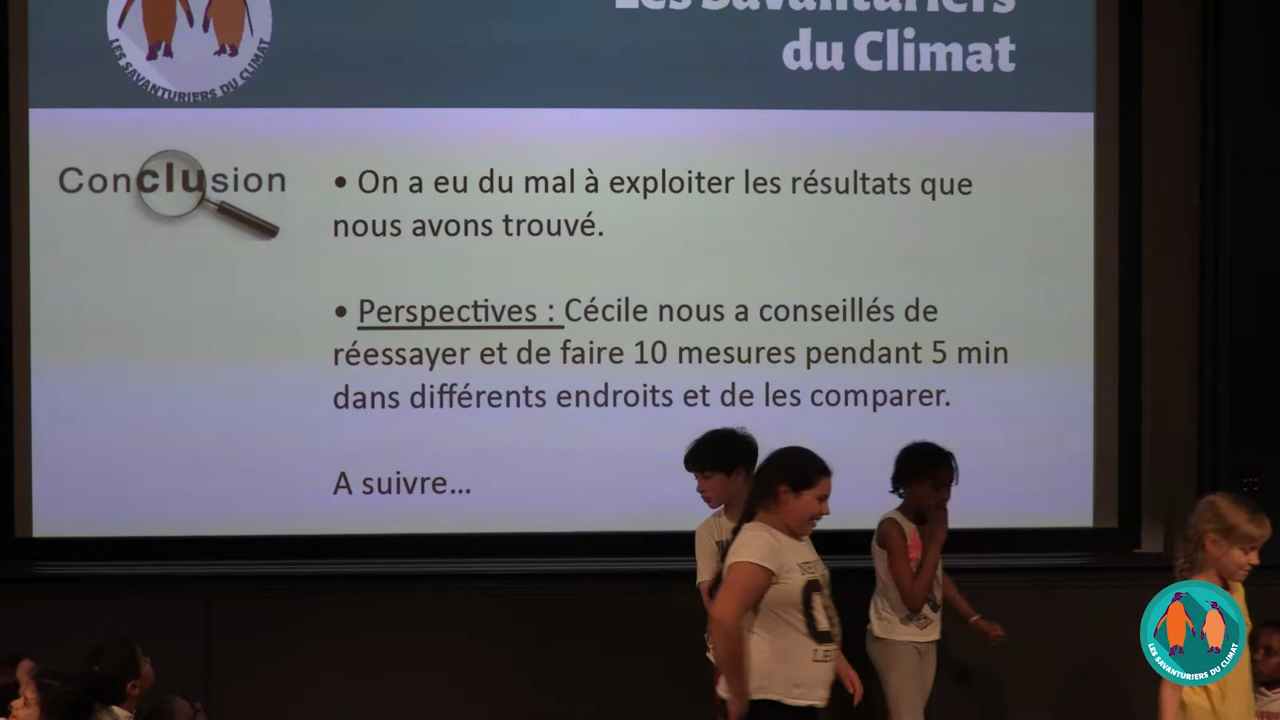 Les Savanturiers
du Climat
LES SAVANTURIERS DU CLIMAT
Conclusion
• On a eu du mal à exploiter les résultats que
nous avons trouvé.
• Perspectives : Cécile nous a conseillés de
réessayer et de faire 10 mesures pendant 5 min
dans différents endroits et de les comparer.
A suivre...
LES SAVANTURIERS DU CLIMAT